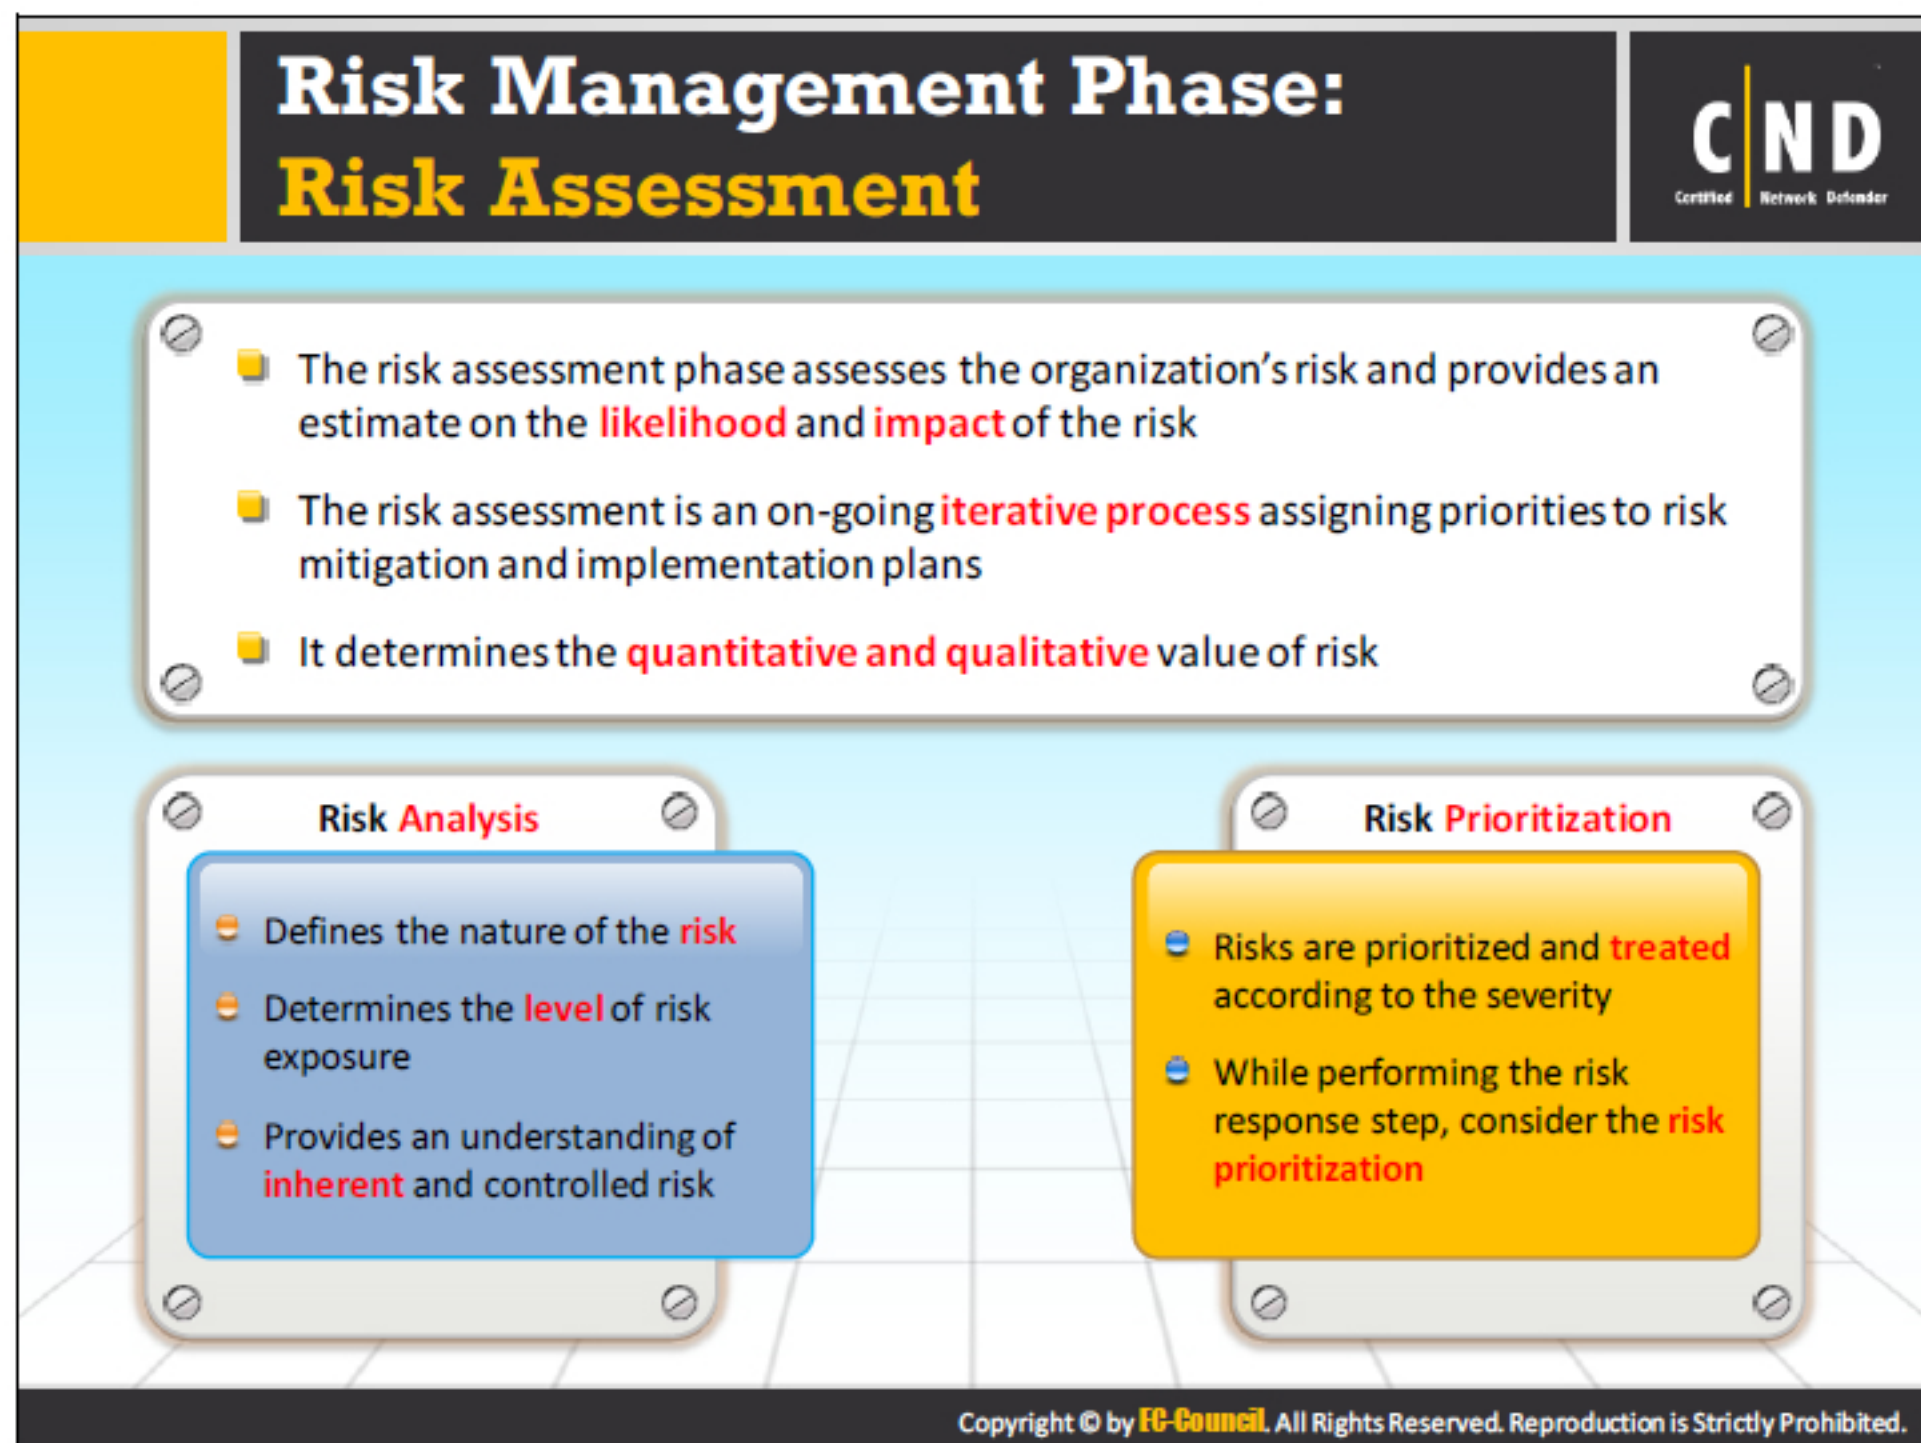 Risk Management Phase:
Risk Assessment
C N D
Certified Network Defender
The risk assessment phase assesses the organization's risk and provides an
estimate on the likelihood and impact of the risk
The risk assessment is an on-going iterative process assigning priorities to risk
mitigation and implementation plans
It determines the quantitative and qualitative value of risk
Risk Analysis
Defines the nature of the risk
Determines the level of risk
exposure
Provides an understanding of
inherent and controlled risk
Risk Prioritization
Risks are prioritized and treated
according to the severity
While performing the risk
response step, consider the risk
prioritization
Copyright © by EC-Council. All Rights Reserved. Reproduction is Strictly Prohibited.